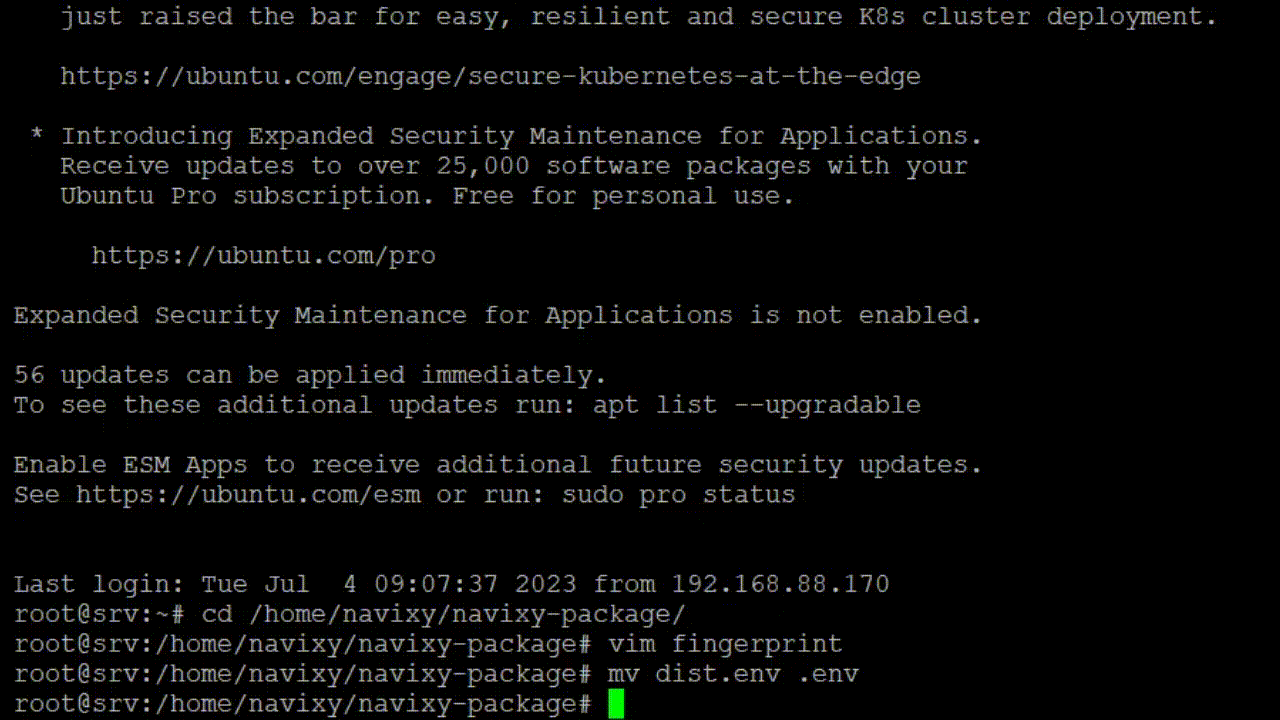 just raised the bar for easy, resilient and secure K8s cluster deployment.
https://ubuntu.com/engage/secure-kubernetes-at-the-edge
* Introducing Expanded Security Maintenance for Applications.
Receive updates to over 25,000 software packages with your
Ubuntu Pro subscription. Free for personal use.
https://ubuntu.com/pro
Expanded Security Maintenance for Applications is not enabled.
56 updates can be applied immediately.
To see these additional updates run: apt list --upgradable
Enable ESM Apps to receive additional future security updates.
See https://ubuntu.com/esm or run: sudo pro status
Last login: Tue Jul  4 09:07:37 2023 from 192.168.88.170
root@srv:~# cd /home/navixy/navixy-package/
root@srv:/home/navixy/navixy-package# vim fingerprint
root@srv:/home/navixy/navixy-package# mv dist.env .env
root@srv:/home/navixy/navixy-package#